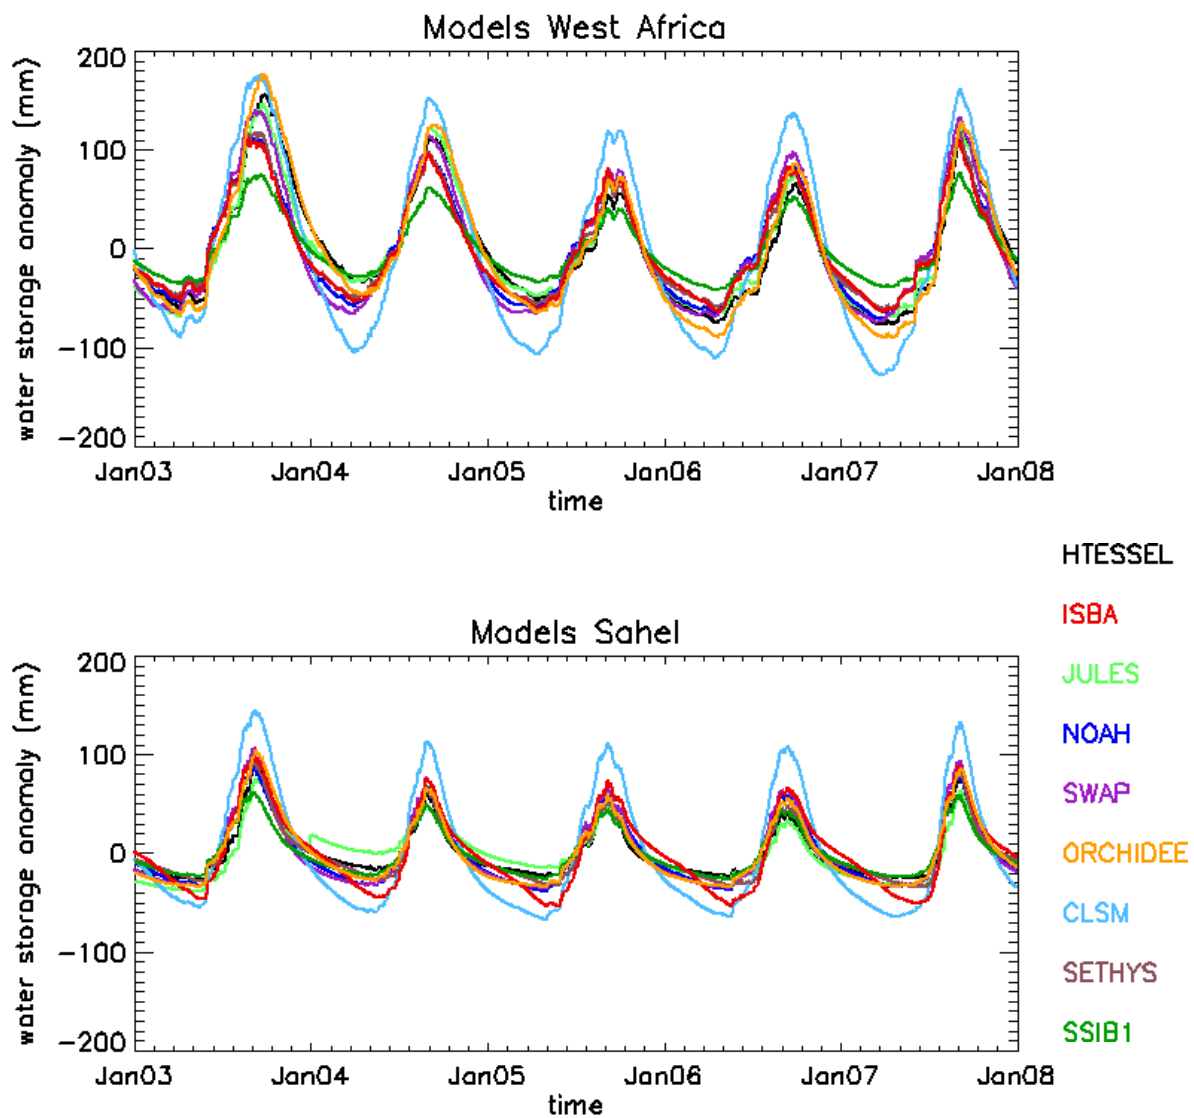 Models West Africa
water storage anomaly (mm)
200
100
0
−100
−200
Jan03 Jan04 Jan05 Jan06 Jan07 Jan08
time
HTESSEL
ISBA
JULES
NOAH
SWAP
ORCHIDEE
CLSM
SETHYS
SSIB1
Models Sahel
water storage anomaly (mm)
200
100
0
−100
−200
Jan03 Jan04 Jan05 Jan06 Jan07 Jan08
time